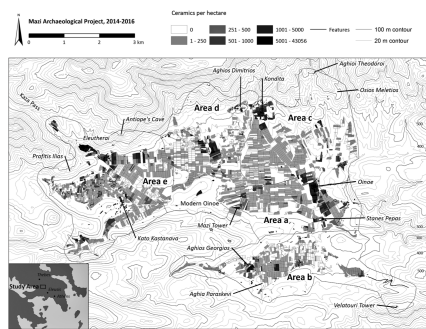 Mazi Archaeological Project, 2014-2016
N
0 1 2 3 km
Ceramics per hectare
0
1 - 250
251 - 500
501 - 1000
1001 - 5000
5001 - 43056
Features
100 m contour
20 m contour
Aghioi Theodoroi
Aghios Dimitrios
Kondita
Osios Meletios
Kaza Pass
Antiope's Cave
Area d
Area c
Eleutherai
Profitis Ilias
Area e
Oinoe
Modern Oinoe
Area a
Stanes Pepas
Kato Kastanava
Mazi Tower
Aghios Georgios
Area b
Study Area
Aghia Paraskevi
Velatouri Tower